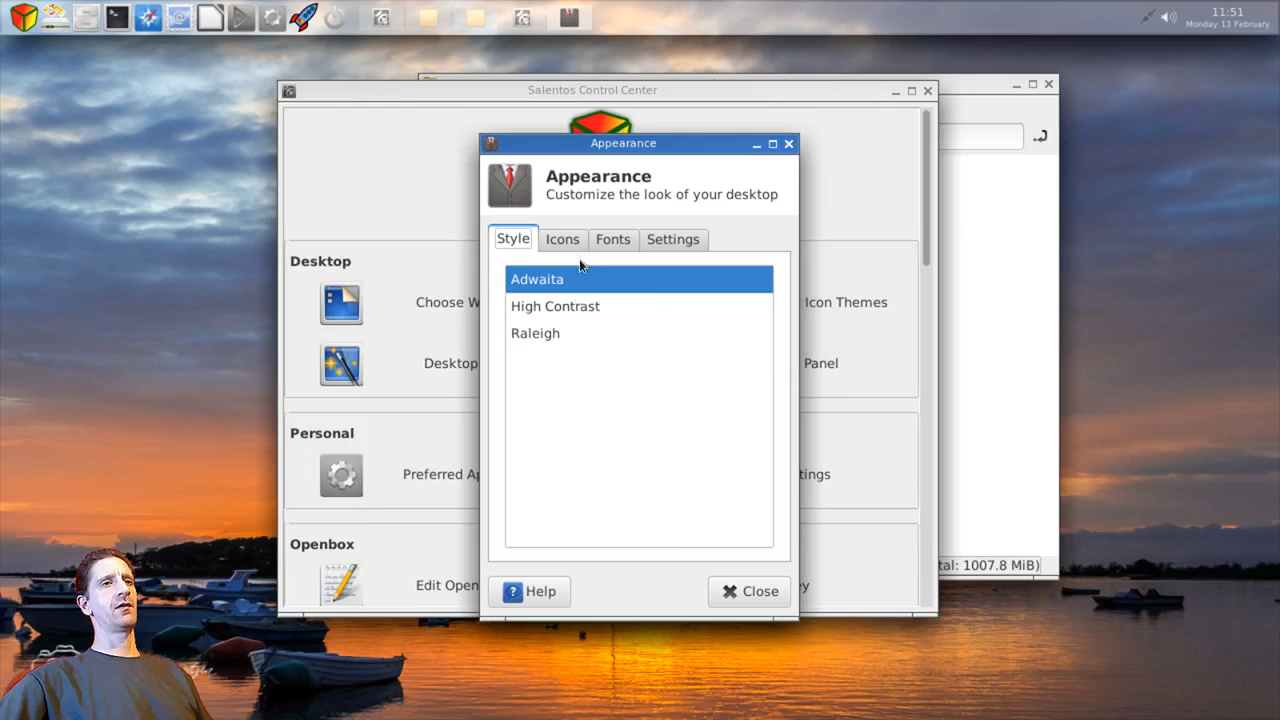 11:51
Monday 13 February
Salentos Control Center
Appearance
Appearance
Customize the look of your desktop
Style
Icons
Fonts
Settings
Adwaita
High Contrast
Raleigh
Help
Close
Desktop
Choose W
Icon Themes
Desktop
Panel
Personal
Preferred Ap
tings
Openbox
Edit Open
ey
tal: 1007.8 MiB)